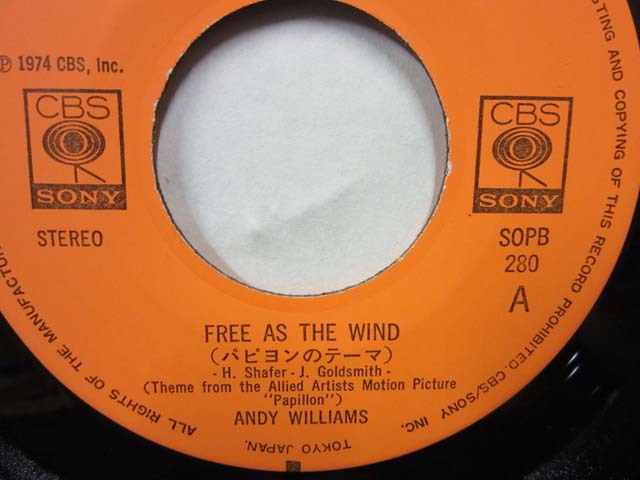 ℗ 1974 CBS, Inc.
CBS
SONY
STEREO
CBS
SONY
SOPB
280
A
FREE AS THE WIND
(パピヨンのテーマ)
- H. Shafer - J. Goldsmith -
(Theme from the Allied Artists Motion Picture
"Papillon")
ANDY WILLIAMS
ALL RIGHTS OF THE MANUFACTUR
STING AND COPYING OF THIS RECORD PROHIBITED. CBS/SONY INC.
TOKYO JAPAN.